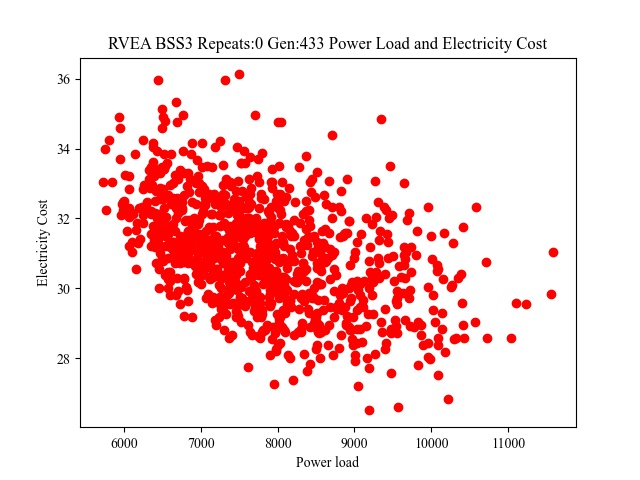 RVEA BSS3 Repeats:0 Gen:433 Power Load and Electricity Cost
36
34
32
30
28
Electricity Cost
6000 7000 8000 9000 10000 11000
Power load